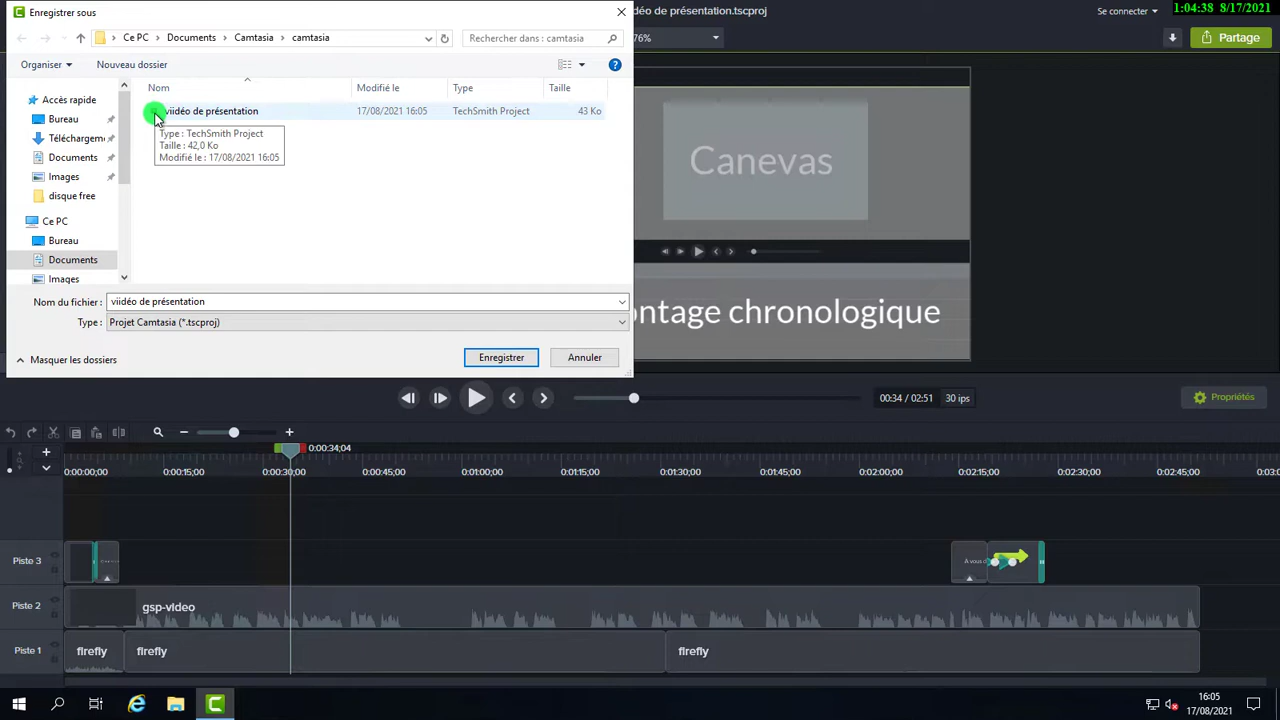 Enregistrer sous
viidéo de présentation.tscproj
Se connecter
1:04:38 8/17/2021
Ce PC > Documents > Camtasia > camtasia
Rechercher dans : camtasia
76%
Partage
Organiser
Nouveau dossier
Nom
Modifié le
Type
Taille
Accès rapide
Bureau
Téléchargem
Documents
Images
disque free
Ce PC
Bureau
Documents
Images
viidéo de présentation
17/08/2021 16:05
TechSmith Project
43 Ko
Type : TechSmith Project
Taille : 42,0 Ko
Modifié le : 17/08/2021 16:05
Nom du fichier : viidéo de présentation
Type : Projet Camtasia (*.tscproj)
Masquer les dossiers
Enregistrer
Annuler
Canevas
ontage chronologique
00:34 / 02:51
30 ips
Propriétés
0:00:34;04
0:00:00;00
0:00:15;00
0:00:30;00
0:00:45;00
0:01:00;00
0:01:15;00
0:01:30;00
0:01:45;00
0:02:00;00
0:02:15;00
0:02:30;00
0:02:45;00
0:03:0
Piste 3
A vous d
Piste 2
gsp-video
Piste 1
firefly
firefly
firefly
16:05
17/08/2021